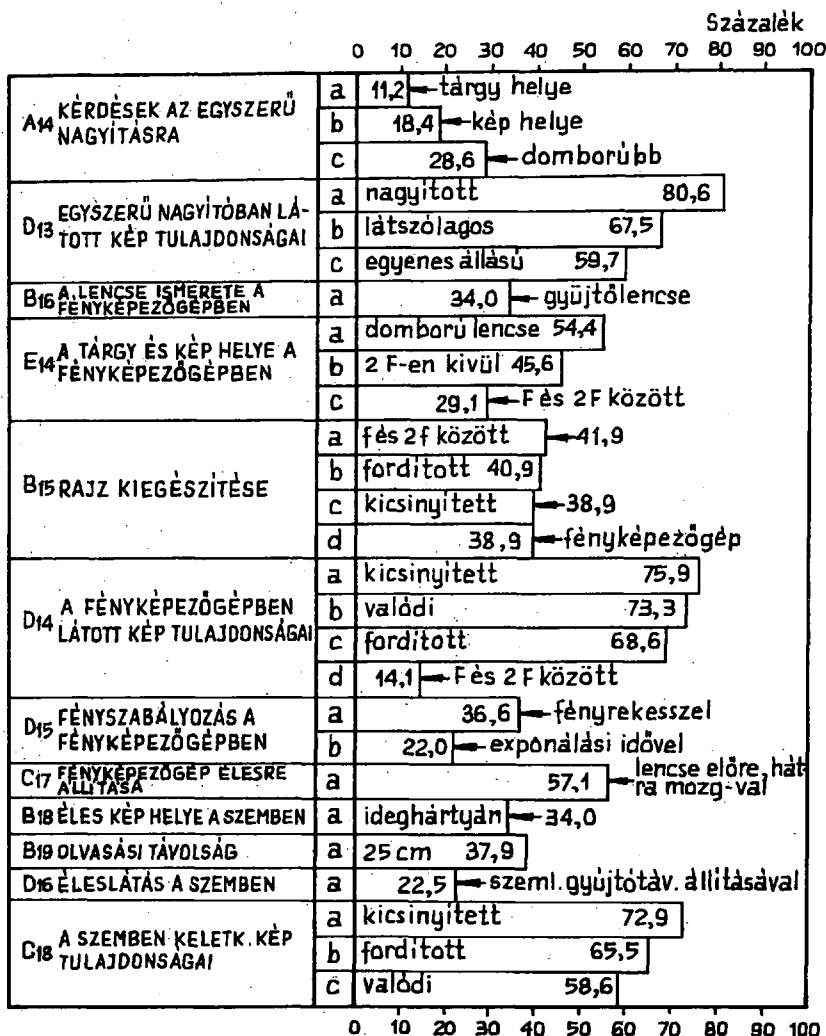 Százalék
0 10 20 30 40 50 60 70 80 90 100
A14 KÉRDÉSEK AZ EGYSZERŰ
NAGYÍTÁSRA
a 11,2 tárgy helye
b 18,4 kép helye
c 28,6 domborúbb
D13 EGYSZERŰ NAGYÍTÓBAN LÁ-
TOTT KÉP TULAJDONSÁGAI
a nagyított 80,6
b látszólagos 67,5
c egyenes állású 59,7
B16 A LENCSE ISMERETE A
FÉNYKÉPEZŐGÉPBEN
a 34,0 gyűjtőlencse
E14 A TÁRGY ÉS KÉP HELYE A
FÉNYKÉPEZŐGÉPBEN
a domború lencse 54,4
b 2 F-en kívül 45,6
c 29,1 F és 2F között
B15 RAJZ KIEGÉSZÍTÉSE
a f és 2f között 41,9
b fordított 40,9
c kicsinyített 38,9
d 38,9 fényképezőgép
D14 A FÉNYKÉPEZŐGÉPBEN
LÁTOTT KÉP TULAJDONSÁGAI
a kicsinyített 75,9
b valódi 73,3
c fordított 68,6
d 14,1 F és 2F között
D15 FÉNYSZABÁLYOZÁS A
FÉNYKÉPEZŐGÉPBEN
a 36,6 fényrekesszel
b 22,0 exponálási idővel
C17 FÉNYKÉPEZŐGÉP ÉLESRE
ÁLLÍTÁSA
a 57,1 lencse előre, hát-
ra mozg-val
B18 ÉLES KÉP HELYE A SZEMBEN a ideghártyán 34,0
B19 OLVASÁSI TÁVOLSÁG a 25 cm 37,9
D16 ÉLESLÁTÁS A SZEMBEN a 22,5 szeml. gyűjtótáv. állításával
C18 A SZEMBEN KELETK. KÉP
TULAJDONSÁGAI
a kicsinyített 72,9
b fordított 65,5
c valódi 58,6
0 10 20 30 40 50 60 70 80 90 100